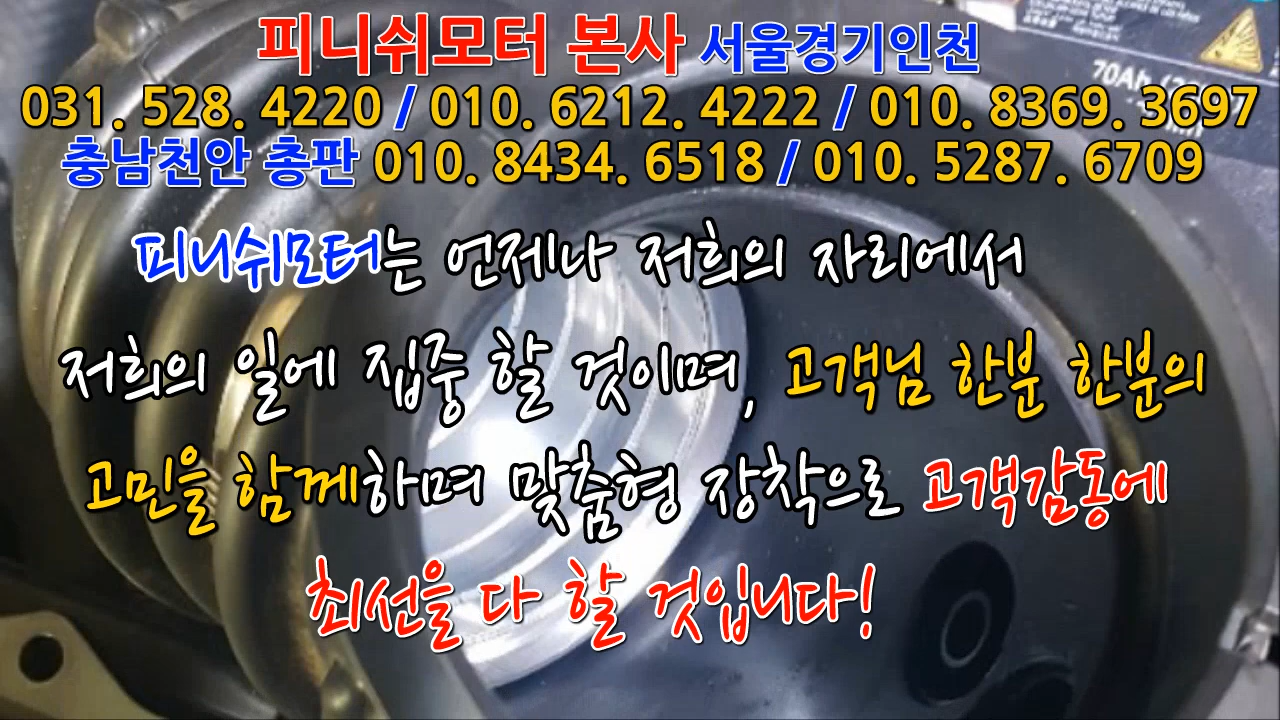 피니쉬모터 본사 서울경기인천
031. 528. 4220 / 010. 6212. 4222 / 010. 8369. 3697
충남천안 총판 010. 8434. 6518 / 010. 5287. 6709
70Ah
피니쉬모터는 언제나 저희의 자리에서
저희의 일에 집중 할 것이며, 고객님 한분 한분의
고민을 함께하며 맞춤형 장착으로 고객감동에
최선을 다 할 것입니다!